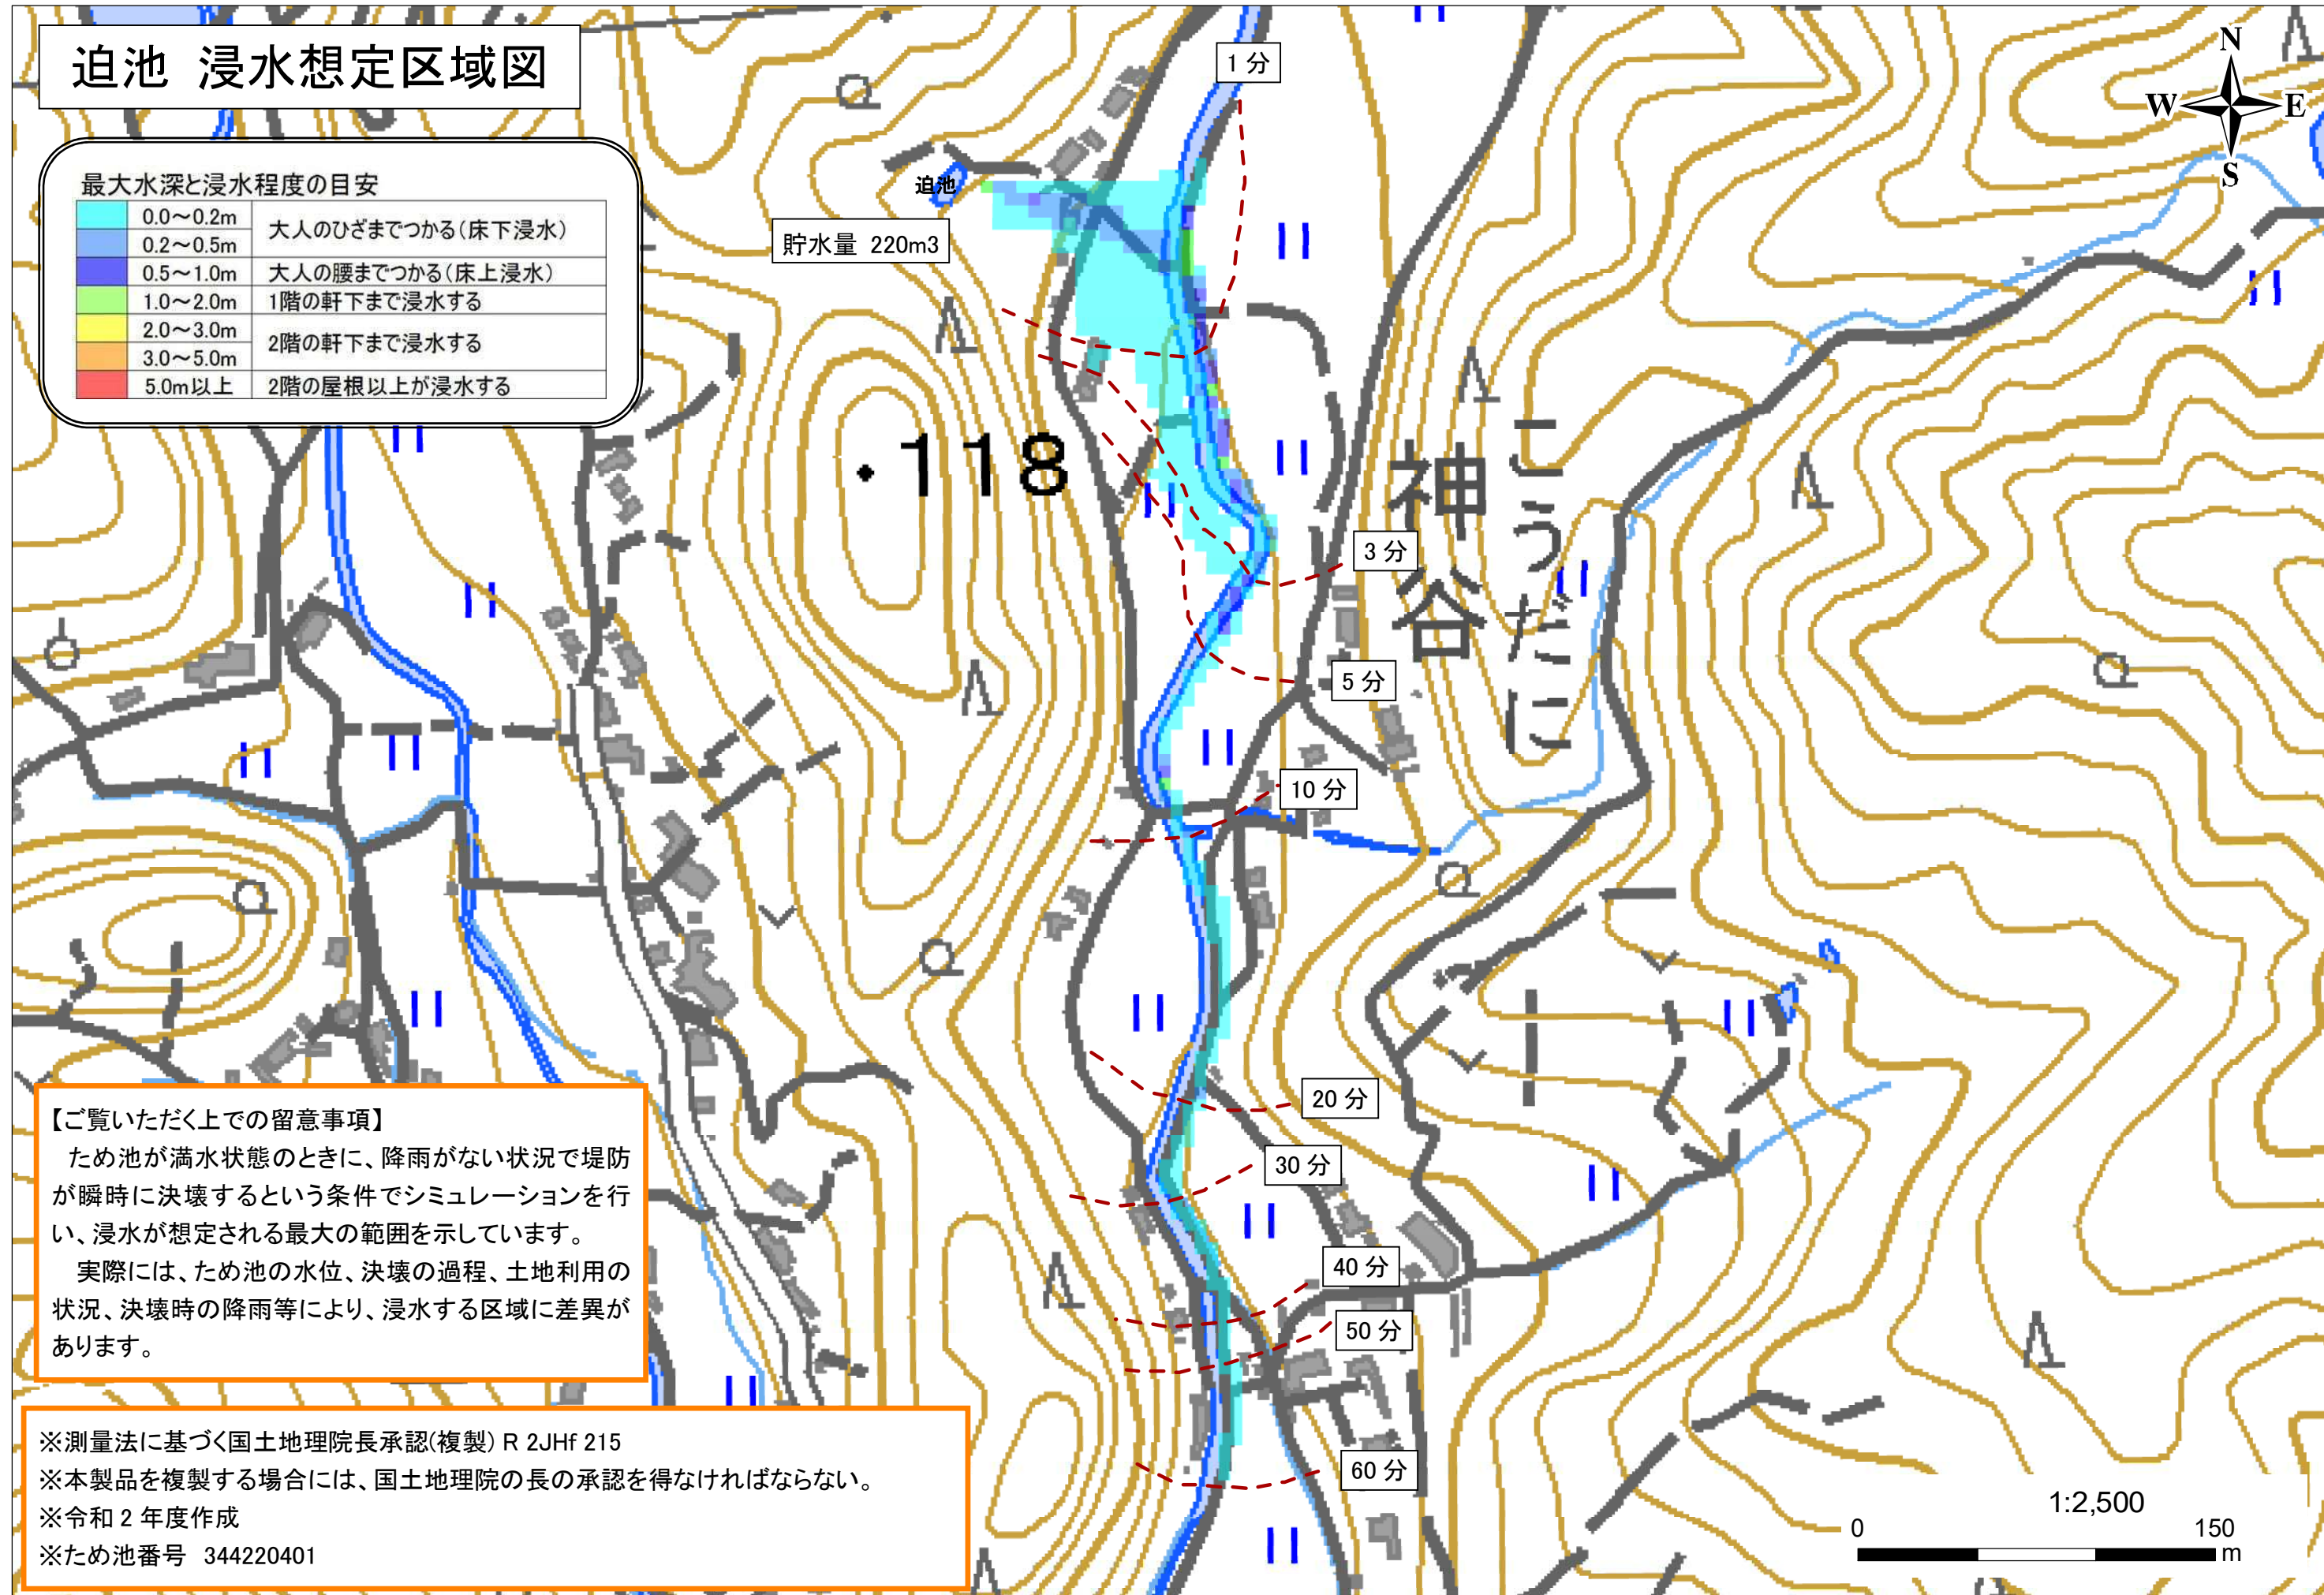 迫池 浸水想定区域図
最大水深と浸水程度の目安
0.0～0.2m 大人のひざまでつかる(床下浸水)
0.2～0.5m
0.5～1.0m 大人の腰までつかる(床上浸水)
1.0～2.0m 1階の軒下まで浸水する
2.0～3.0m 2階の軒下まで浸水する
3.0～5.0m
5.0m以上 2階の屋根以上が浸水する
N
W E
S
1 分
迫池
貯水量 220m3
・118
神谷
こうだに
3 分
5 分
10 分
20 分
30 分
40 分
50 分
60 分
【ご覧いただく上での留意事項】
ため池が満水状態のときに、降雨がない状況で堤防
が瞬時に決壊するという条件でシミュレーションを行
い、浸水が想定される最大の範囲を示しています。
実際には、ため池の水位、決壊の過程、土地利用の
状況、決壊時の降雨等により、浸水する区域に差異が
あります。
※測量法に基づく国土地理院長承認(複製) R 2JHf 215
※本製品を複製する場合には、国土地理院の長の承認を得なければならない。
※令和 2 年度作成
※ため池番号 344220401
1:2,500
0 150
m